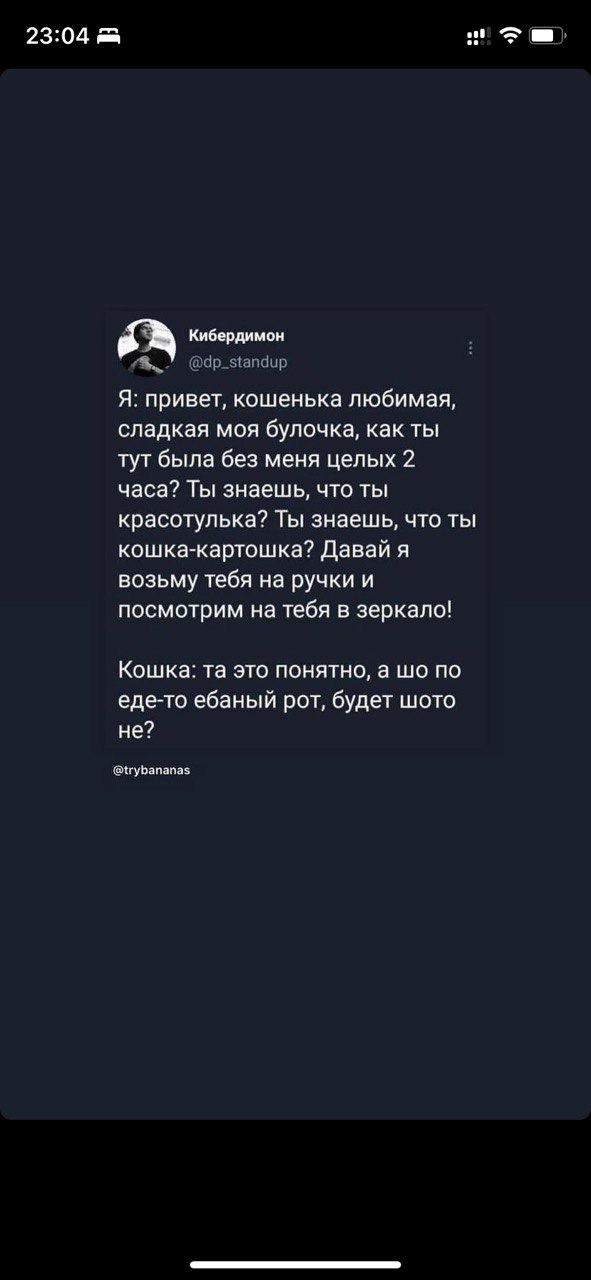 23:04
Кибердимон
@dp_standup
Я: привет, кошенька любимая,
сладкая моя булочка, как ты
тут была без меня целых 2
часа? Ты знаешь, что ты
красотулька? Ты знаешь, что ты
кошка-картошка? Давай я
возьму тебя на ручки и
посмотрим на тебя в зеркало!
Кошка: та это понятно, а шо по
еде-то ебаный рот, будет шото
не?
@trybananas